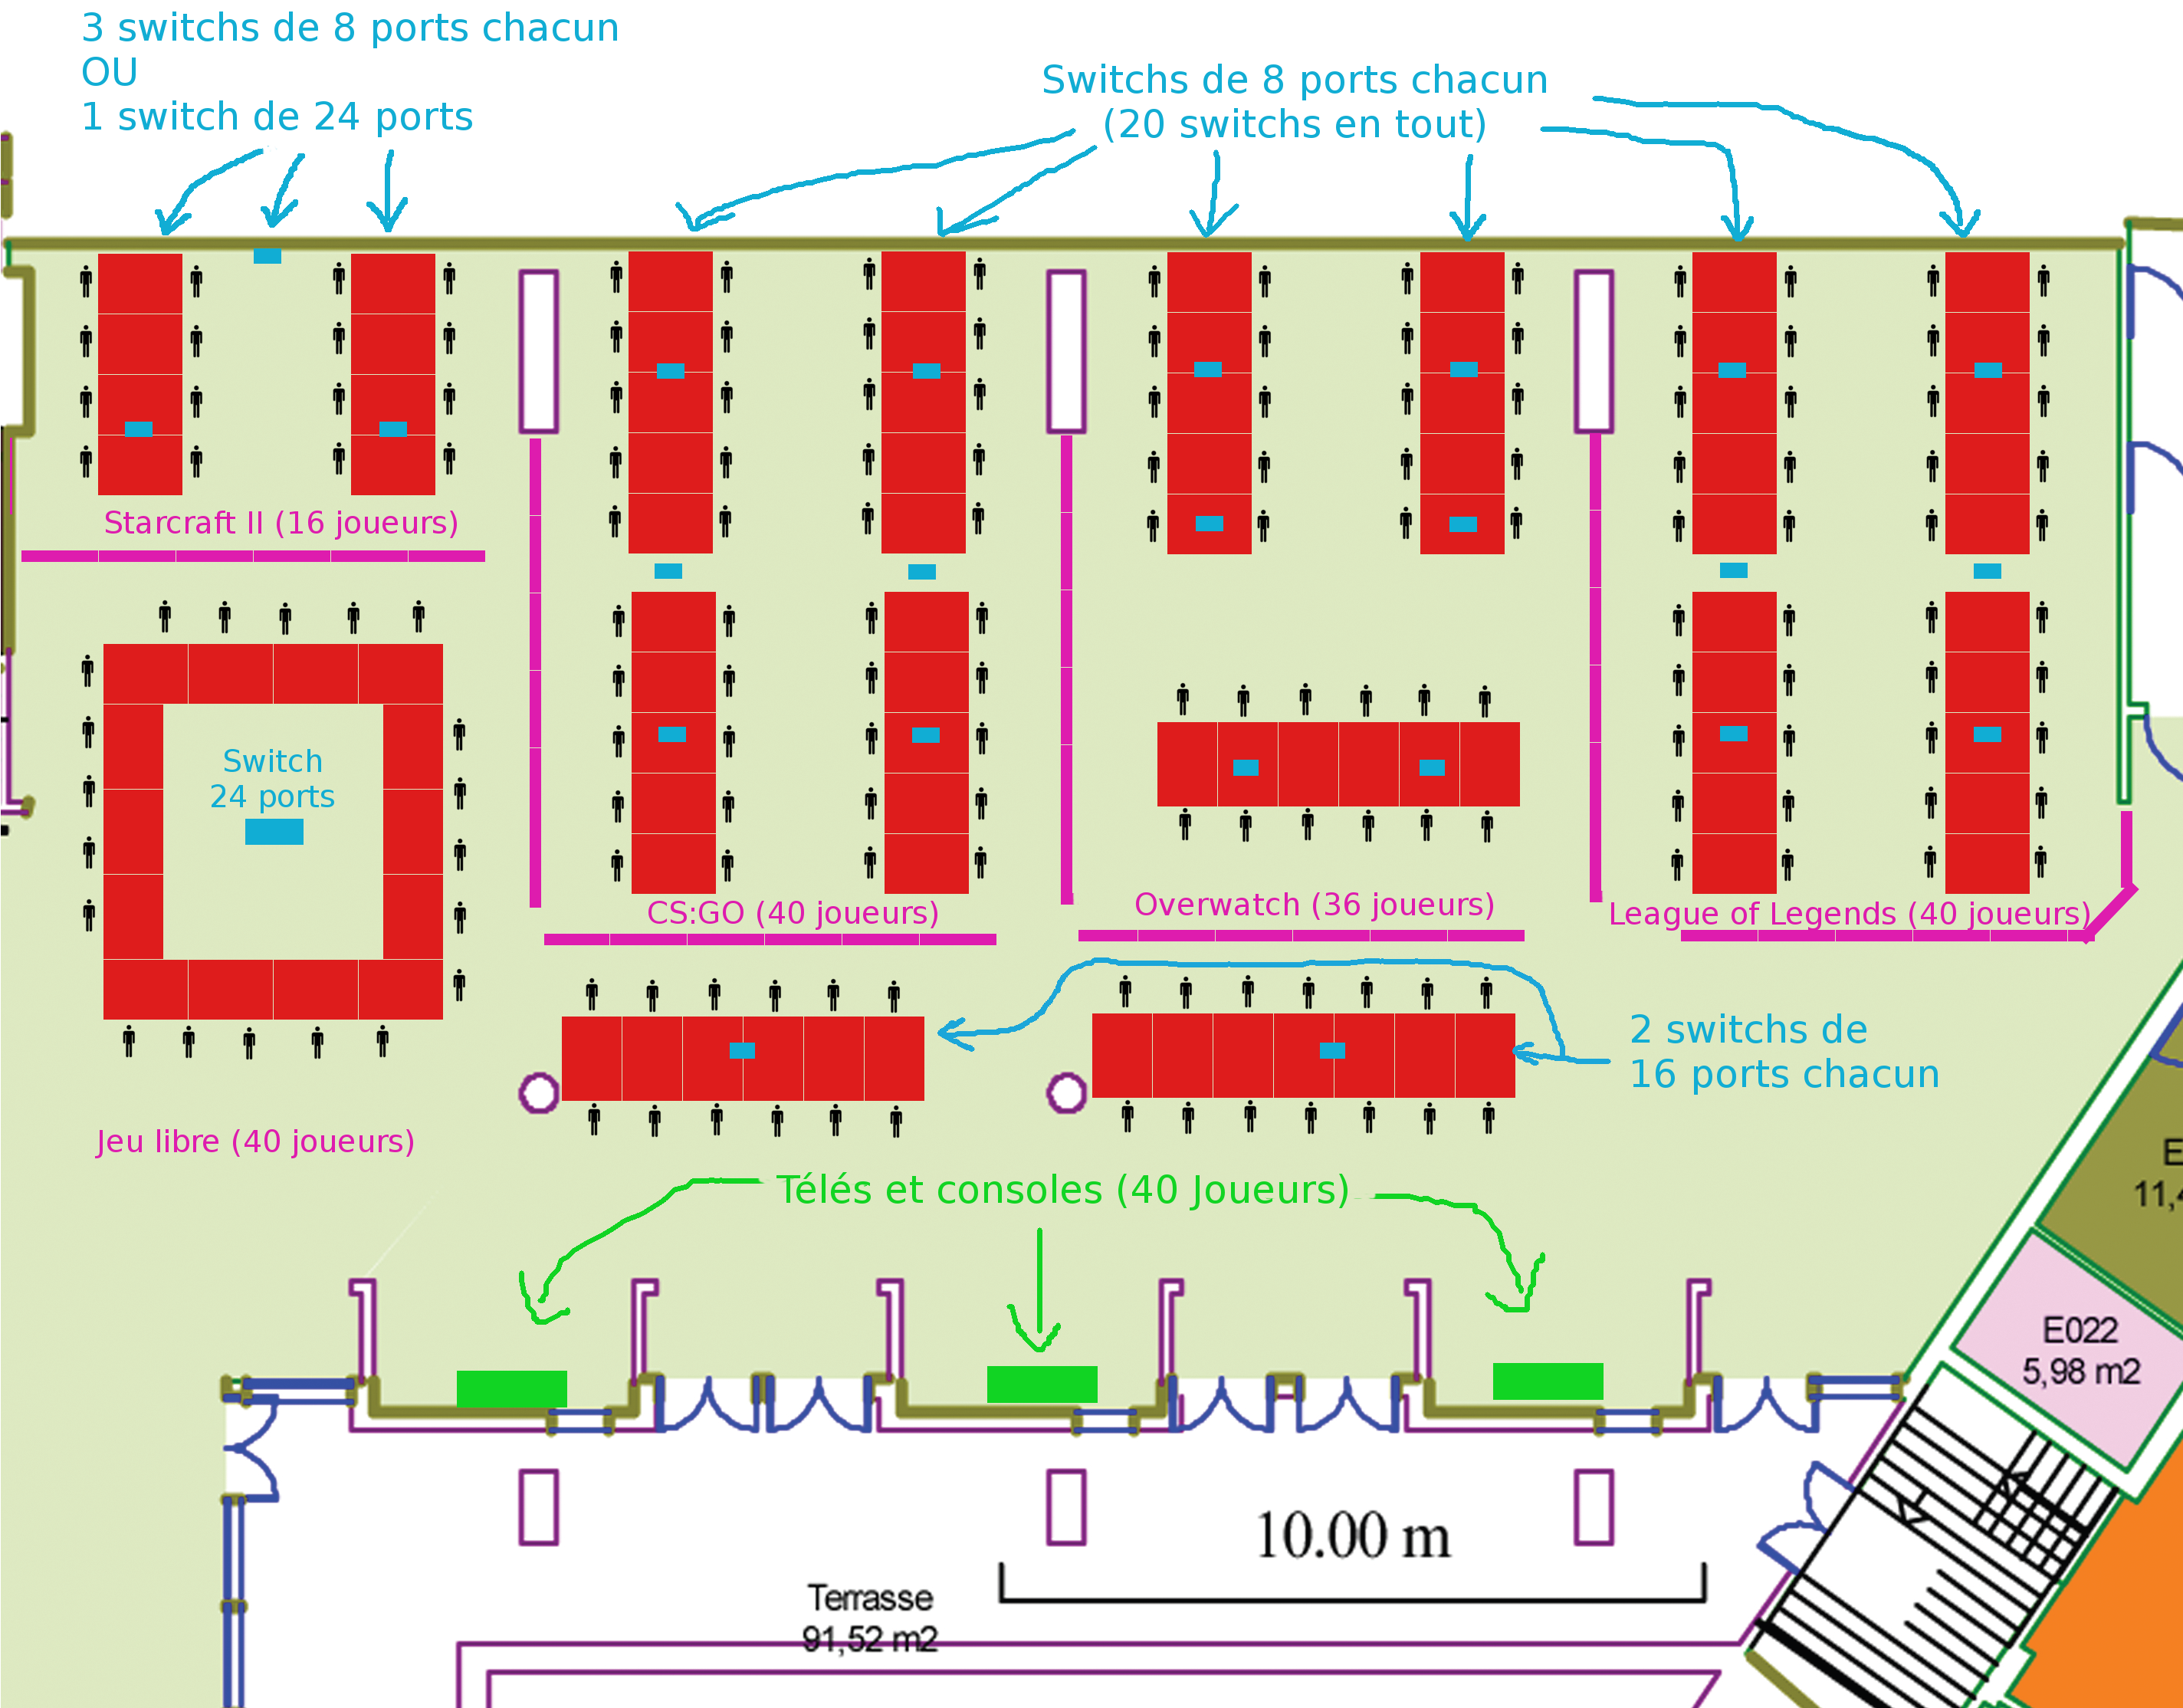 3 switchs de 8 ports chacun
OU
1 switch de 24 ports
Switchs de 8 ports chacun
(20 switchs en tout)
Starcraft II (16 joueurs)
Switch
24 ports
CS:GO (40 joueurs)
Overwatch (36 joueurs)
League of Legends (40 joueurs)
2 switchs de
16 ports chacun
Jeu libre (40 joueurs)
Télés et consoles (40 Joueurs)
E
11,4
E022
5,98 m2
10.00 m
Terrasse
91,52 m2